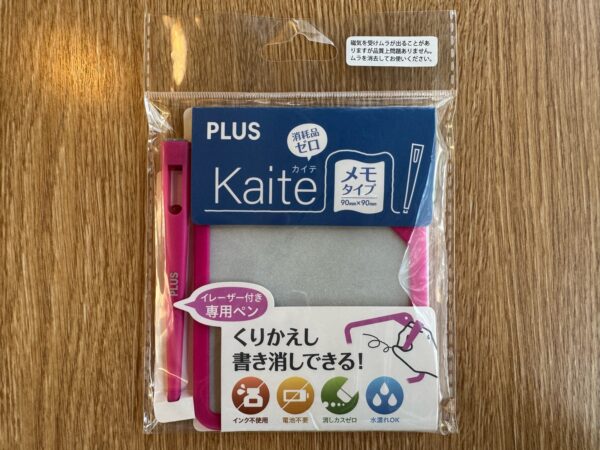 磁気を受けムラが出ることがあ
りますが品質上問題ありません。
ムラを消去してお使いください。
PLUS
消耗品
ゼロ
カイテ
Kaite
メモ
タイプ
90mm×90mm
PLUS
イレーザー付き
専用ペン
くりかえし
書き消しできる!
インク不使用
電池不要
消しカスゼロ
水濡れOK